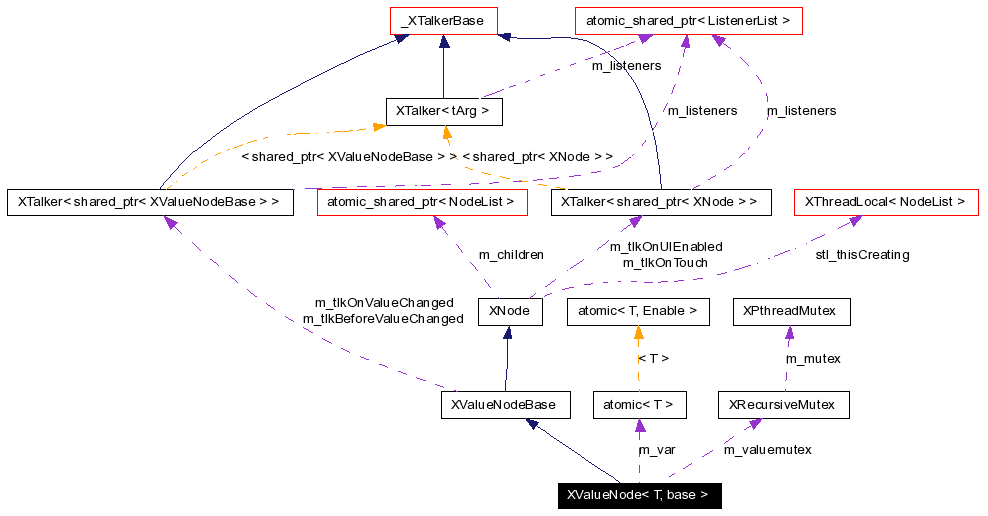 _XTalkerBase
atomic_shared_ptr< ListenerList >
m_listeners
XTalker< tArg >
m_listeners
m_listeners
< shared_ptr< XValueNodeBase > >
< shared_ptr< XNode > >
XTalker< shared_ptr< XValueNodeBase > >
atomic_shared_ptr< NodeList >
XTalker< shared_ptr< XNode > >
XThreadLocal< NodeList >
m_children
m_tlkOnUIEnabled
m_tlkOnTouch
stl_thisCreating
m_tlkOnValueChanged
m_tlkBeforeValueChanged
XNode
atomic< T, Enable >
XPthreadMutex
< T >
m_mutex
XValueNodeBase
atomic< T >
XRecursiveMutex
m_var
m_valuemutex
XValueNode< T, base >